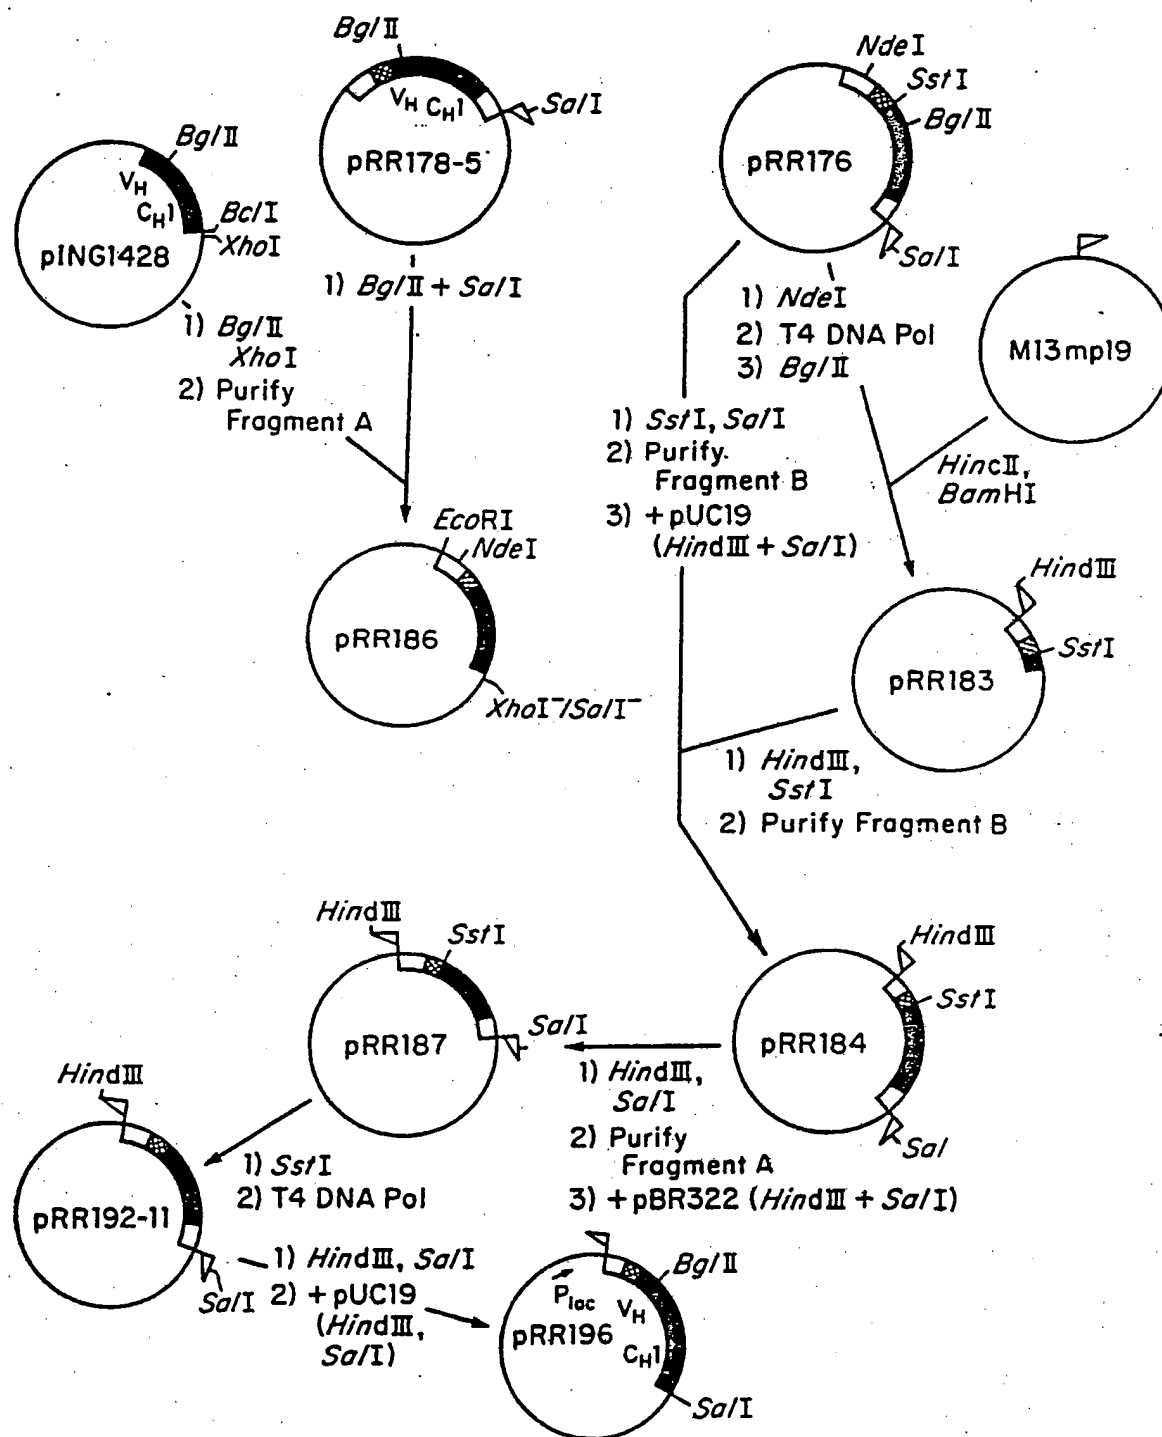 BglII
VH CH1
SalI
pRR178-5
BglII
VH
CH1
BclI
XhoI
pING1428
1) BglII
XhoI
2) Purify
Fragment A
1) BglII + SalI
EcoRI
NdeI
pRR186
XhoI⁻/SalI⁻
NdeI
SstI
BglII
pRR176
SalI
1) NdeI
2) T4 DNA Pol
3) BglII
M13mp19
HincII,
BamHI
1) SstI, SalI
2) Purify
Fragment B
3) +pUC19
(HindIII + SalI)
HindIII
SstI
pRR183
1) HindIII,
SstI
2) Purify Fragment B
HindIII
SstI
pRR184
Sal
1) HindIII,
SalI
2) Purify
Fragment A
3) +pBR322 (HindIII + SalI)
HindIII
SstI
SalI
pRR187
1) SstI
2) T4 DNA Pol
HindIII
pRR192-11
SalI
1) HindIII, SalI
2) +pUC19
(HindIII,
SalI)
BglII
Plac
VH
pRR196
CH1
SalI